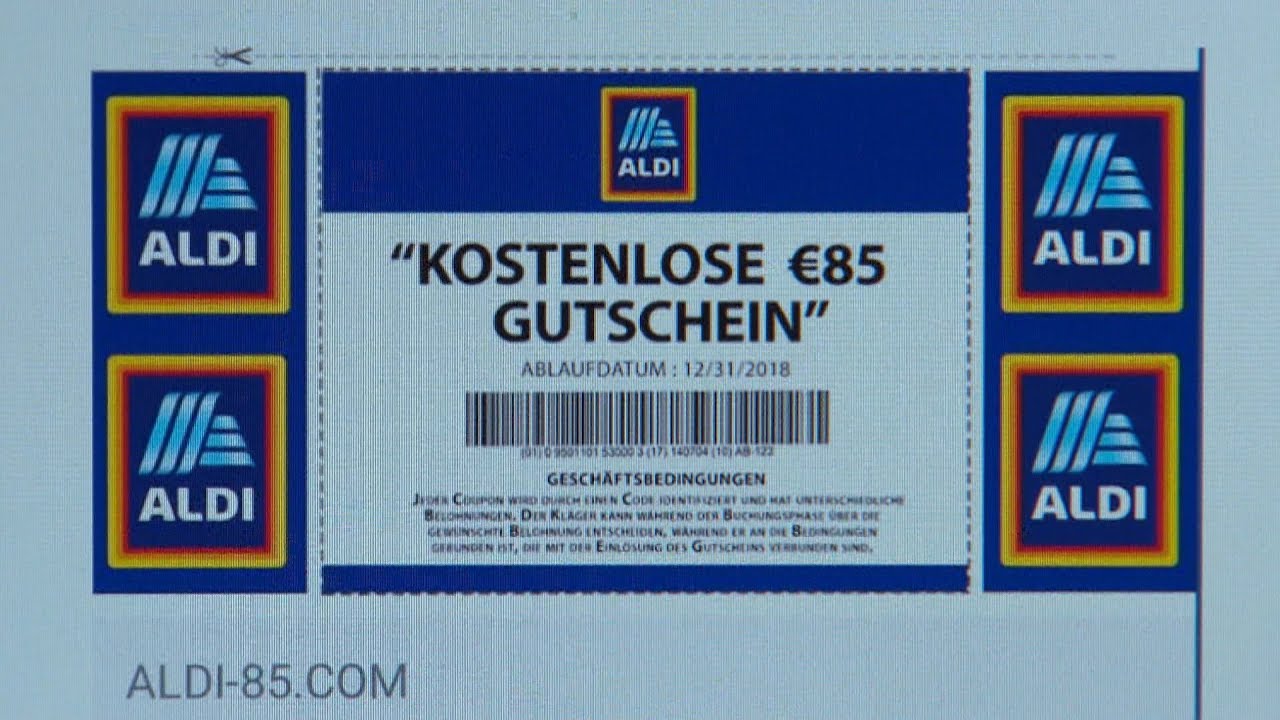 ALDI
ALDI
ALDI
“KOSTENLOSE €85
GUTSCHEIN”
ABLAUFDATUM : 12/31/2018
(01) 0 9501101 53000 3 (17) 140704 (10) AB-123
GESCHÄFTSBEDINGUNGEN
JEDER COUPON WIRD DURCH EINEN CODE IDENTIFIZIERT UND HAT UNTERSCHIEDLICHE
BELOHNUNGEN. DER KLÄGER KANN WÄHREND DER BUCHUNGSPHASE ÜBER DIE
GEWÜNSCHTE BELOHNUNG ENTSCHEIDEN, WÄHREND ER AN DIE BEDINGUNGEN
GEBUNDEN IST, DIE MIT DER EINLÖSUNG DES GUTSCHEINS VERBUNDEN SIND.
ALDI
ALDI
ALDI-85.COM